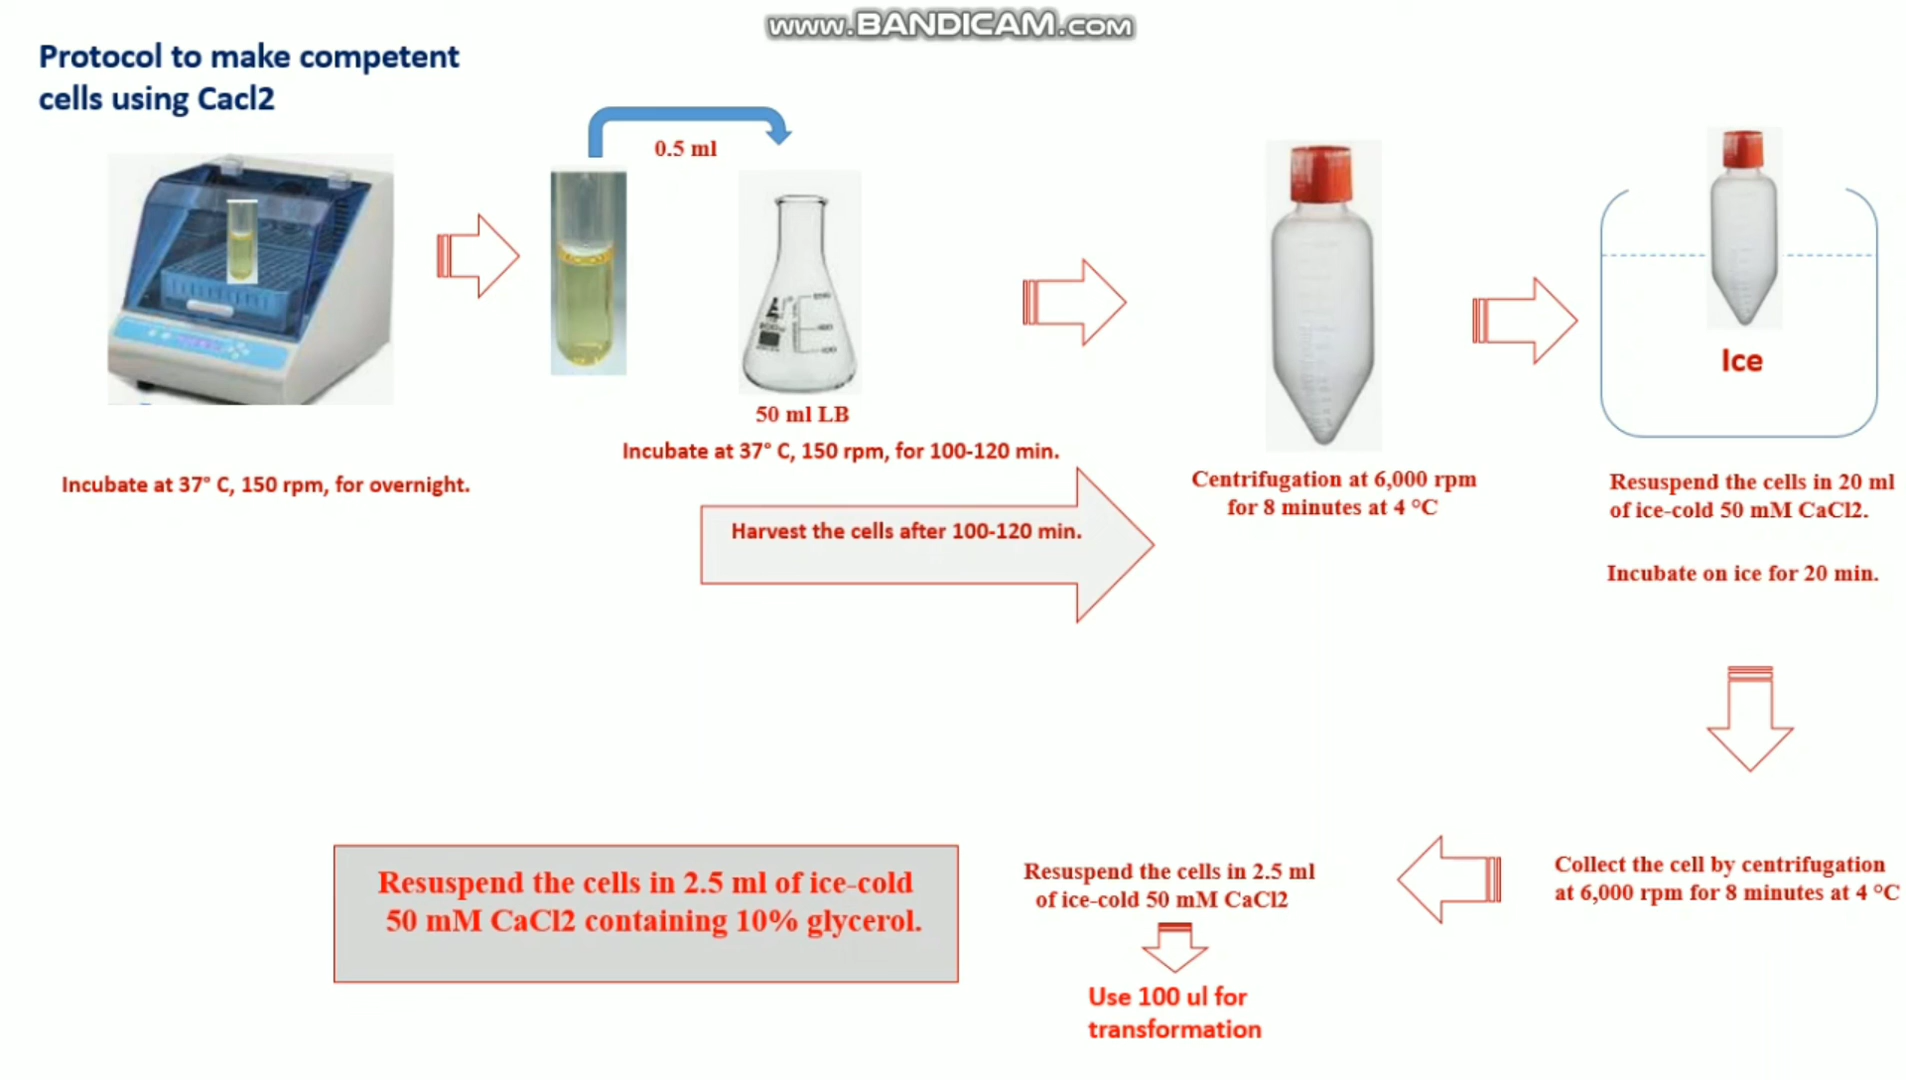 www.BANDICAM.com
Protocol to make competent
cells using Cacl2
0.5 ml
50 ml LB
Incubate at 37° C, 150 rpm, for 100-120 min.
Incubate at 37° C, 150 rpm, for overnight.
Harvest the cells after 100-120 min.
Centrifugation at 6,000 rpm
for 8 minutes at 4 °C
Ice
Resuspend the cells in 20 ml
of ice-cold 50 mM CaCl2.
Incubate on ice for 20 min.
Collect the cell by centrifugation
at 6,000 rpm for 8 minutes at 4 °C
Resuspend the cells in 2.5 ml
of ice-cold 50 mM CaCl2
Use 100 ul for
transformation
Resuspend the cells in 2.5 ml of ice-cold
50 mM CaCl2 containing 10% glycerol.